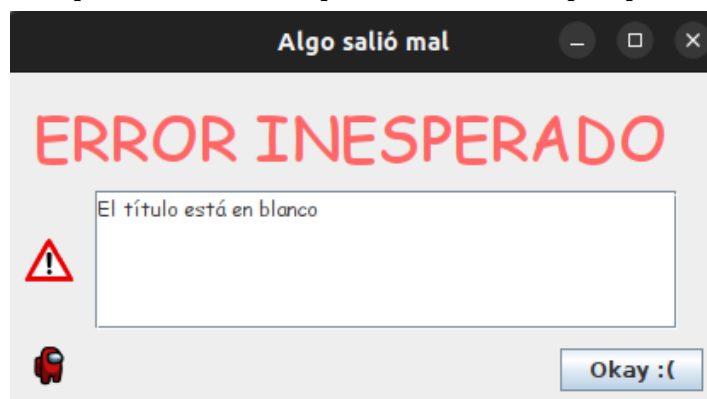 Algo salió mal
ERROR INESPERADO
El título está en blanco
Okay :(